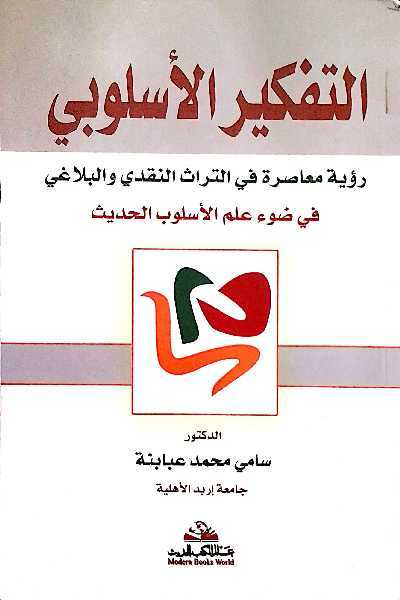 التفكير الأسلوبي
رؤية معاصرة في التراث النقدي والبلاغي
في ضوء علم الأسلوب الحديث
الدكتور
سامي محمد عبابنة
جامعة إربد الأهلية
عالم الكتب الحديث
Modern Books World